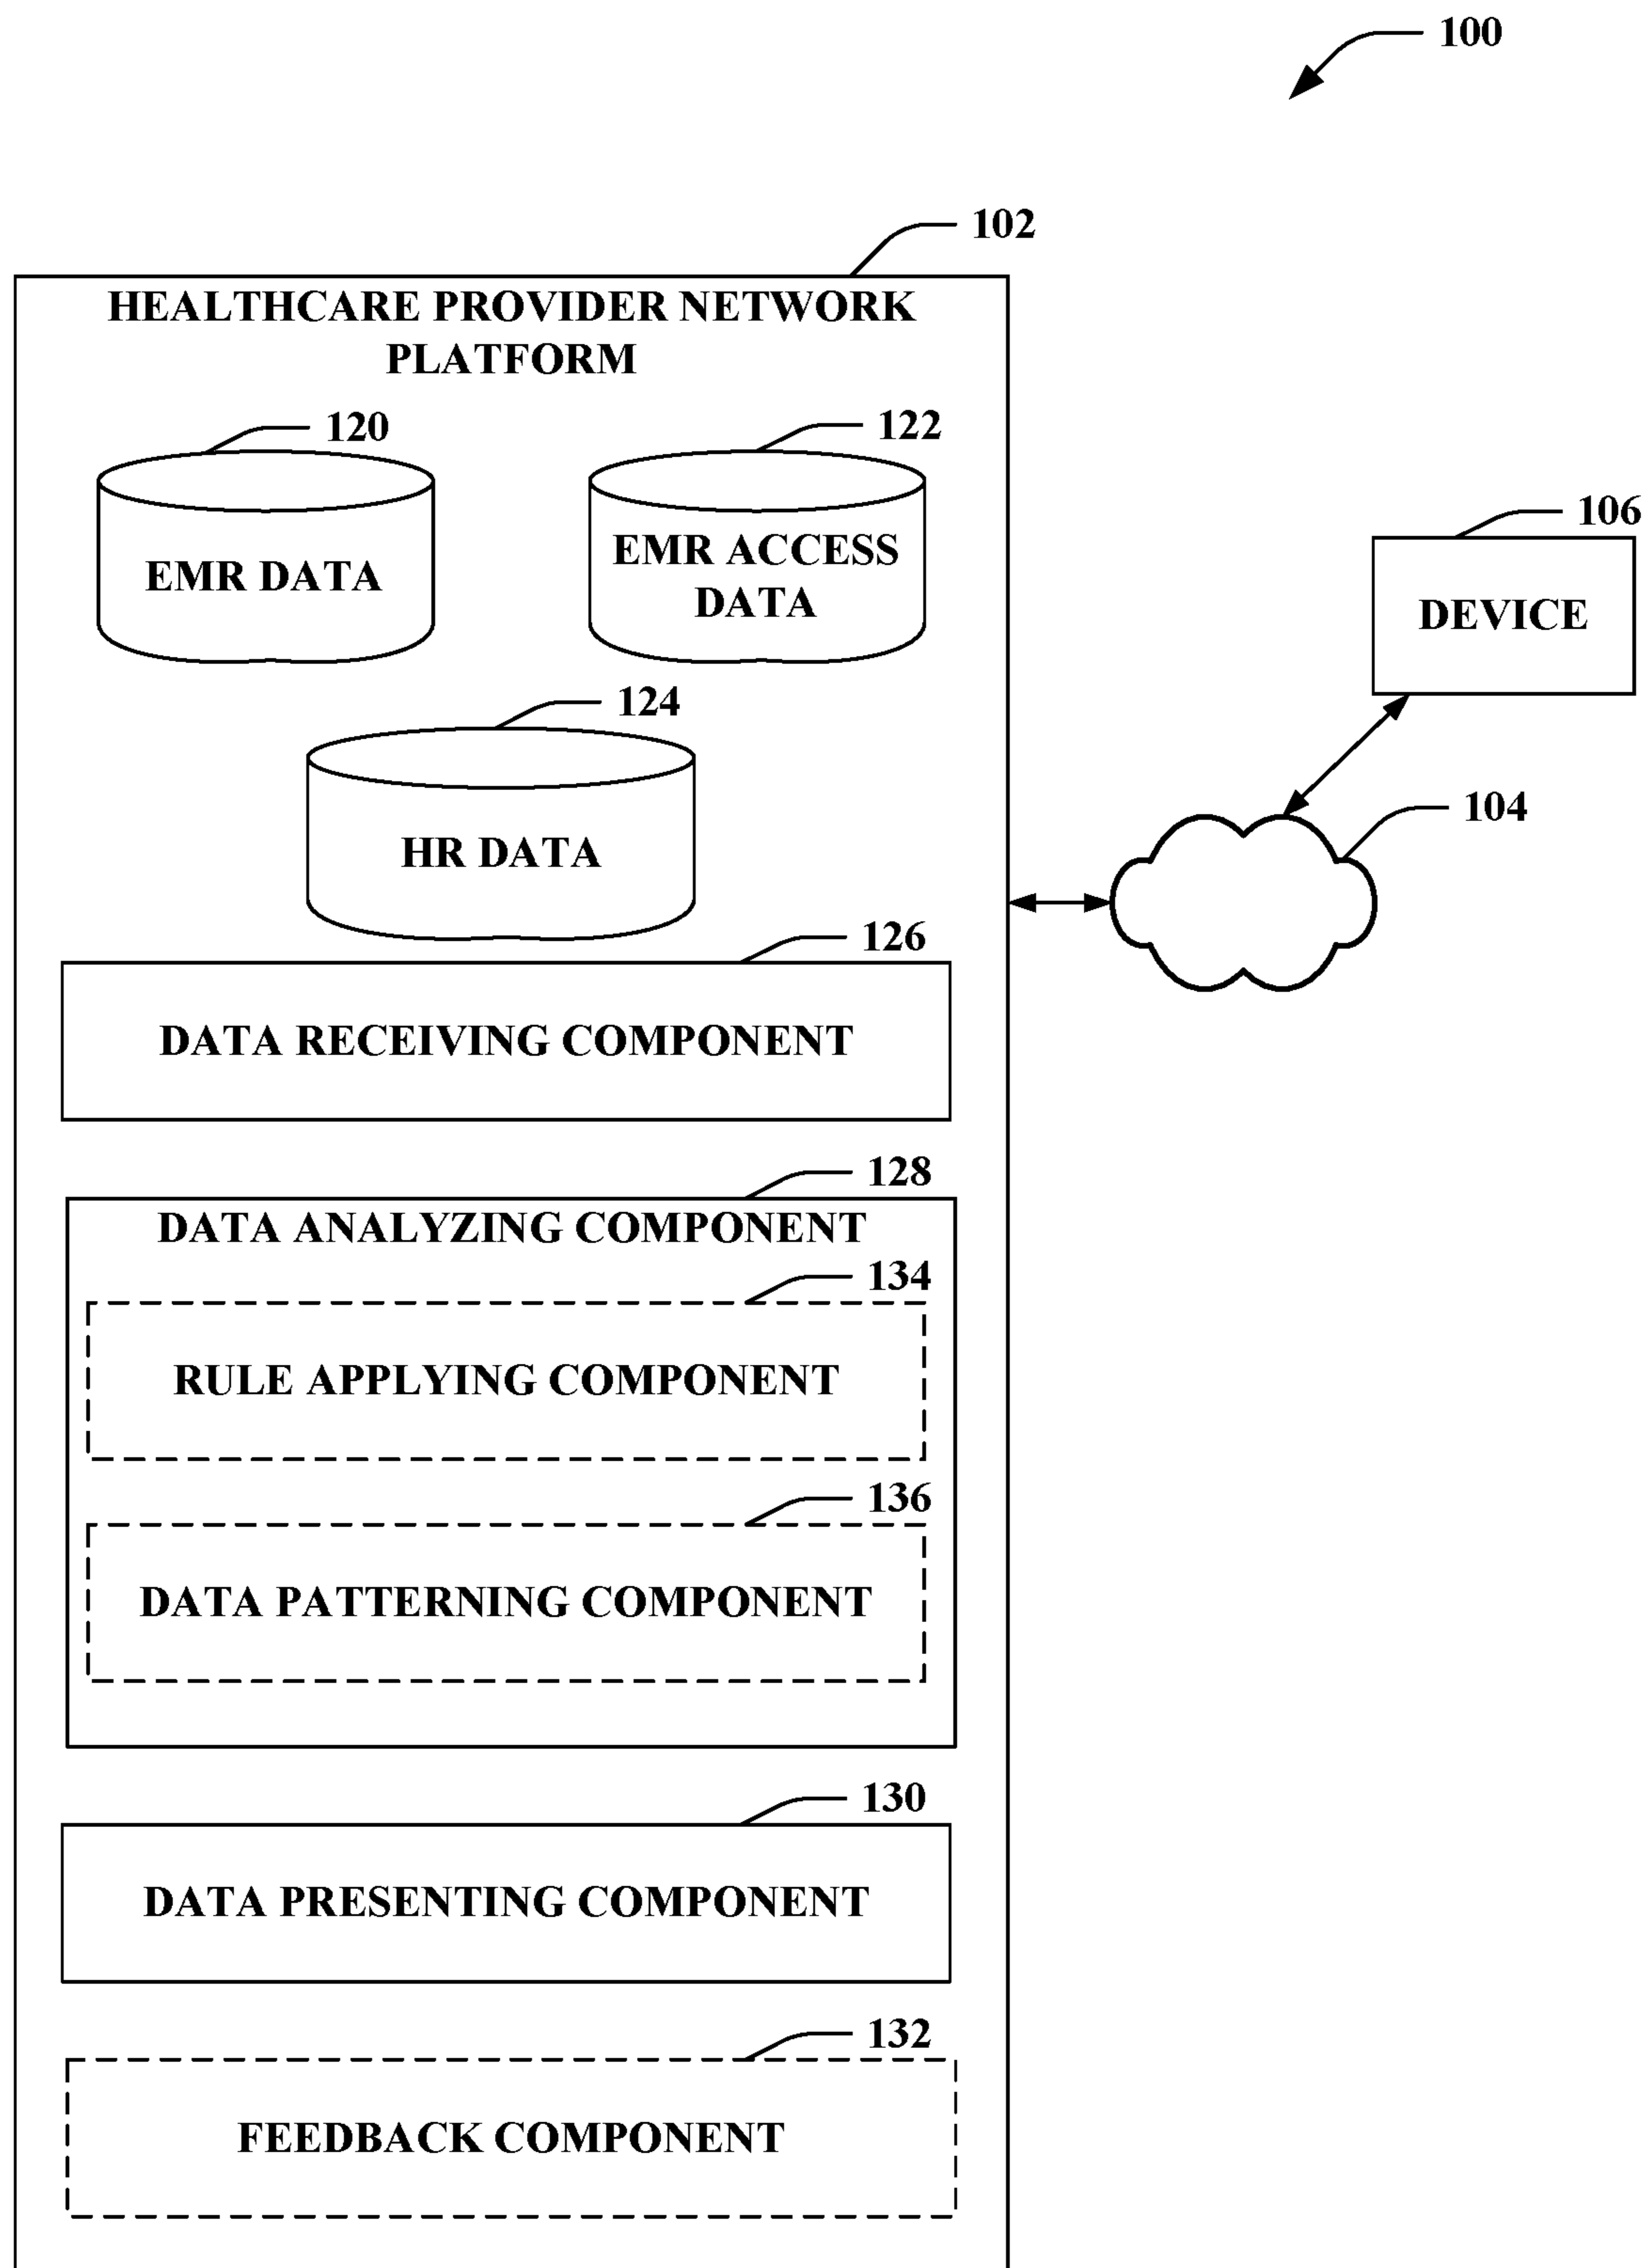 100
102
HEALTHCARE PROVIDER NETWORK
PLATFORM
120
122
EMR DATA
EMR ACCESS
DATA
106
DEVICE
124
HR DATA
104
126
DATA RECEIVING COMPONENT
128
DATA ANALYZING COMPONENT
134
RULE APPLYING COMPONENT
136
DATA PATTERNING COMPONENT
130
DATA PRESENTING COMPONENT
132
FEEDBACK COMPONENT